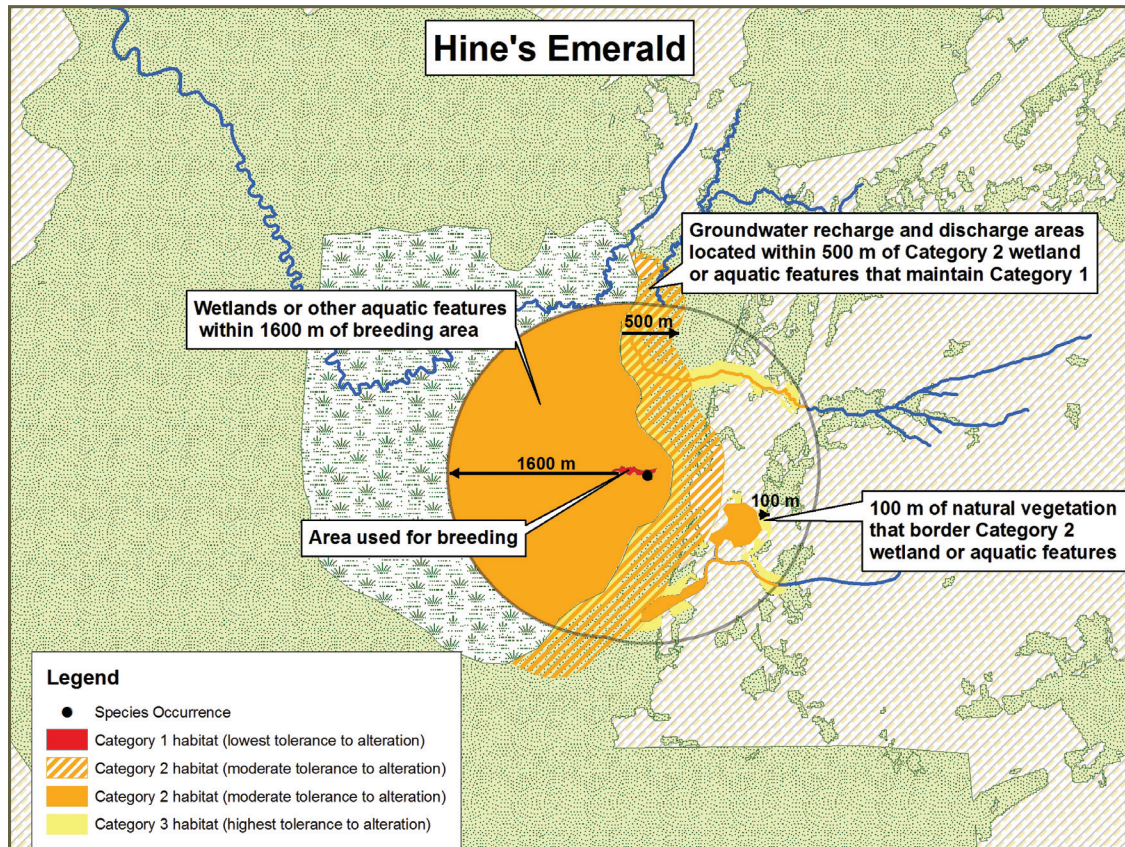 Hine's Emerald
Groundwater recharge and discharge areas
located within 500 m of Category 2 wetland
or aquatic features that maintain Category 1
Wetlands or other aquatic features
within 1600 m of breeding area
500 m
1600 m
100 m
100 m of natural vegetation
that border Category 2
wetland or aquatic features
Area used for breeding
Legend
Species Occurrence
Category 1 habitat (lowest tolerance to alteration)
Category 2 habitat (moderate tolerance to alteration)
Category 2 habitat (moderate tolerance to alteration)
Category 3 habitat (highest tolerance to alteration)